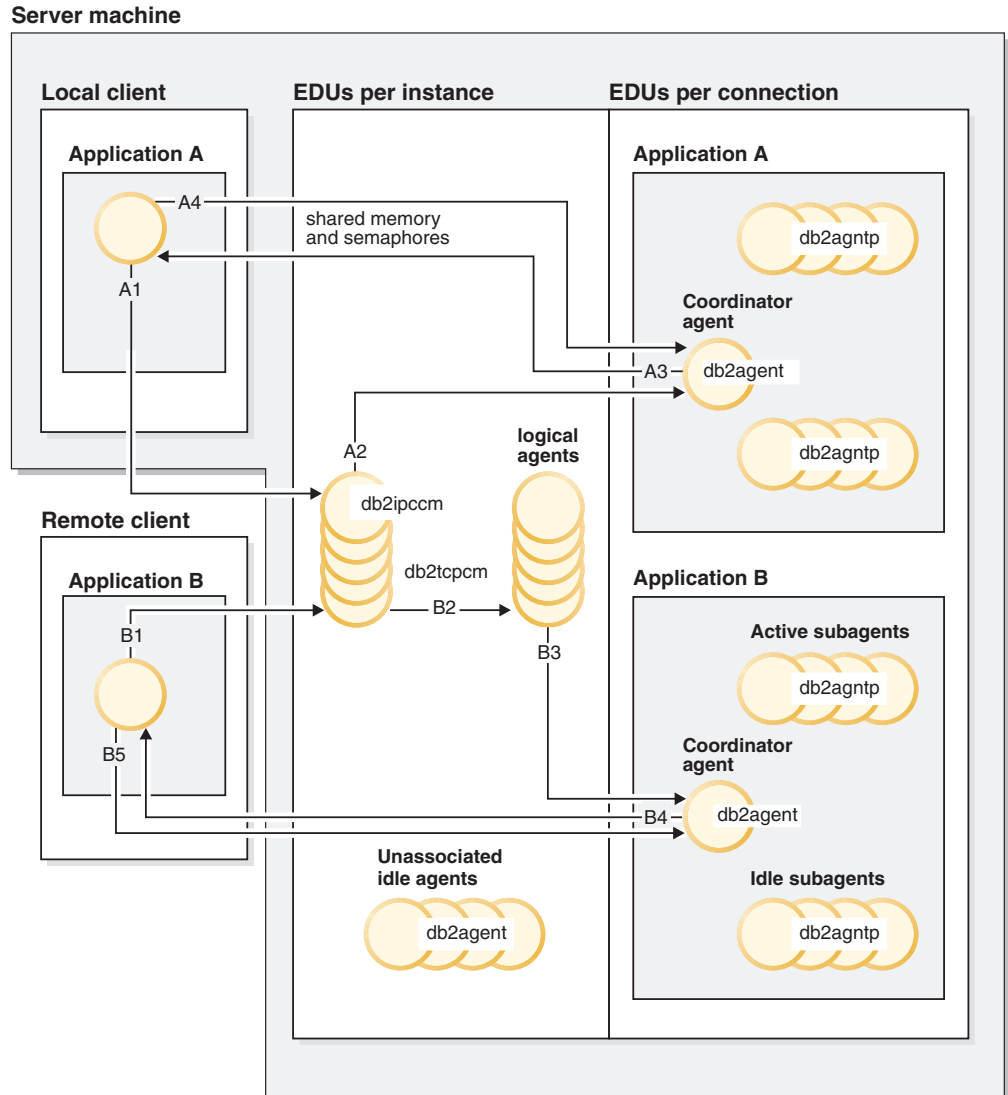 Server machine
Local client
EDUs per instance
EDUs per connection
Application A
Application A
A4
shared memory
and semaphores
db2agntp
A1
Coordinator
agent
A3
db2agent
A2
logical
agents
db2agntp
db2ipccm
Remote client
db2tcpcm
Application B
Application B
B1
B2
Active subagents
B3
db2agntp
B5
Coordinator
agent
B4
db2agent
Unassociated
idle agents
Idle subagents
db2agent
db2agntp